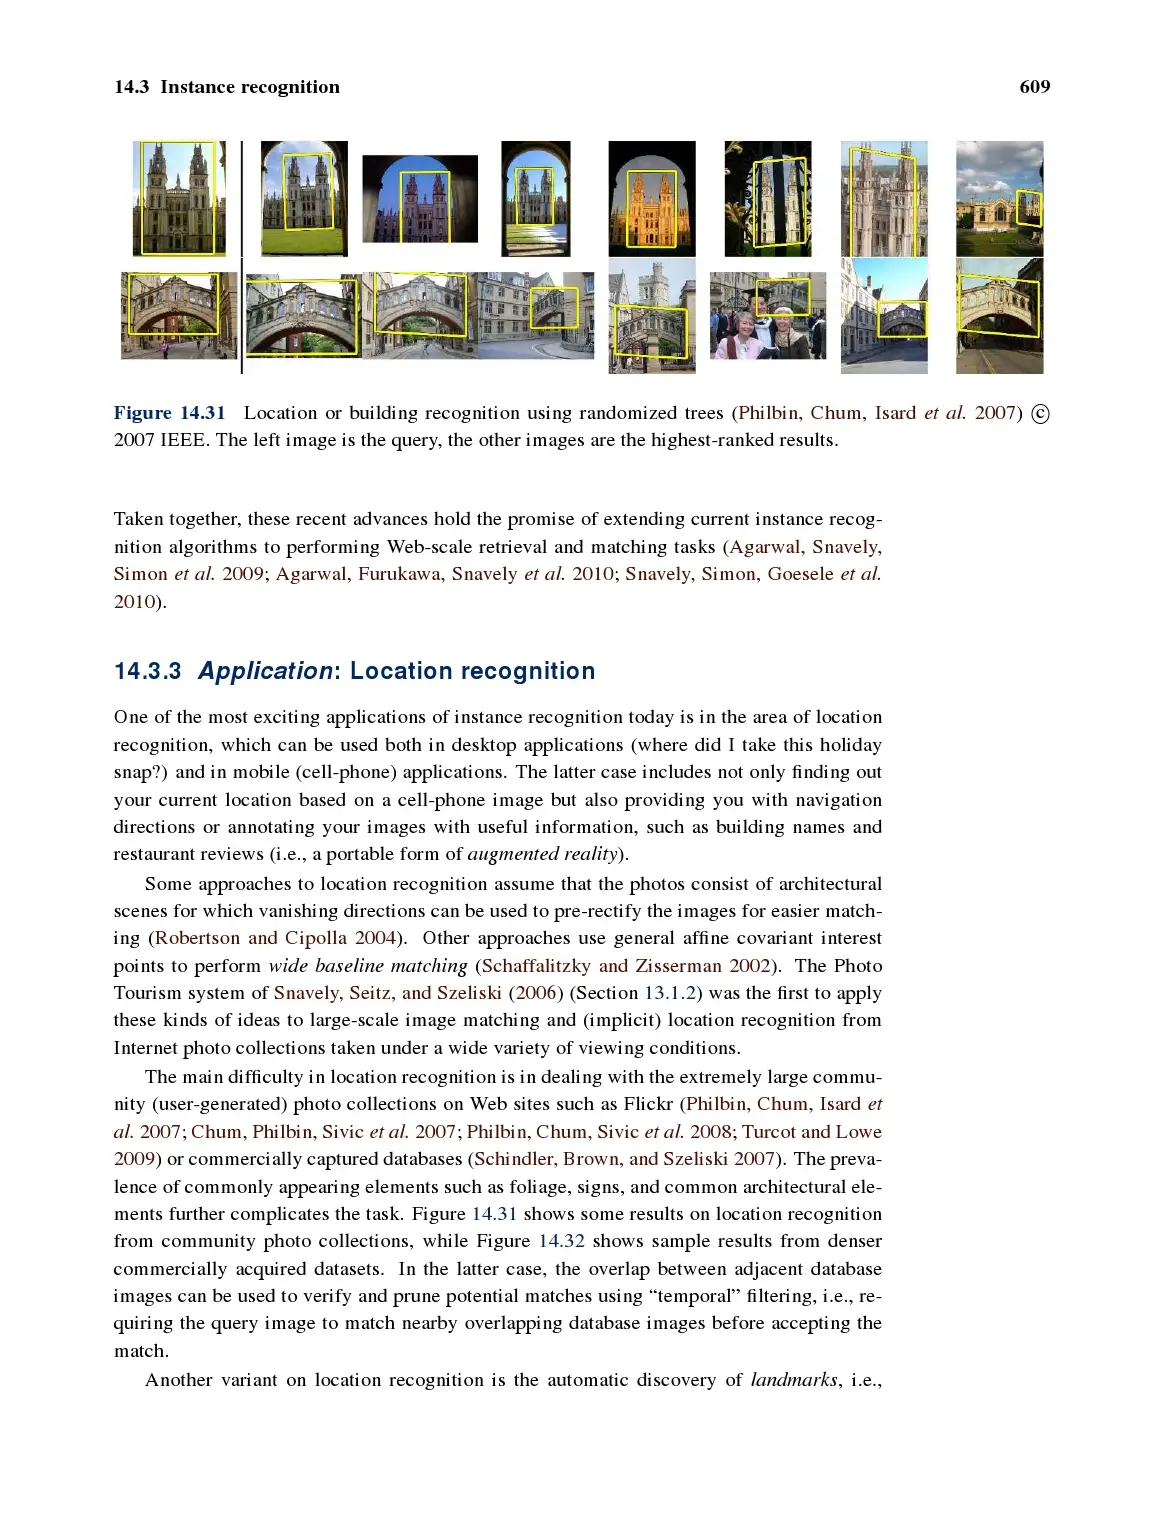 14.3 Instance recognition 609
Figure 14.31 Location or building recognition using randomized trees (Philbin, Chum, Isard et al. 2007) ©
2007 IEEE. The left image is the query, the other images are the highest-ranked results.
Taken together, these recent advances hold the promise of extending current instance recog-
nition algorithms to performing Web-scale retrieval and matching tasks (Agarwal, Snavely,
Simon et al. 2009; Agarwal, Furukawa, Snavely et al. 2010; Snavely, Simon, Goesele et al.
2010).
14.3.3 Application: Location recognition
One of the most exciting applications of instance recognition today is in the area of location
recognition, which can be used both in desktop applications (where did I take this holiday
snap?) and in mobile (cell-phone) applications. The latter case includes not only finding out
your current location based on a cell-phone image but also providing you with navigation
directions or annotating your images with useful information, such as building names and
restaurant reviews (i.e., a portable form of augmented reality).
Some approaches to location recognition assume that the photos consist of architectural
scenes for which vanishing directions can be used to pre-rectify the images for easier match-
ing (Robertson and Cipolla 2004). Other approaches use general affine covariant interest
points to perform wide baseline matching (Schaffalitzky and Zisserman 2002). The Photo
Tourism system of Snavely, Seitz, and Szeliski (2006) (Section 13.1.2) was the first to apply
these kinds of ideas to large-scale image matching and (implicit) location recognition from
Internet photo collections taken under a wide variety of viewing conditions.
The main difficulty in location recognition is in dealing with the extremely large commu-
nity (user-generated) photo collections on Web sites such as Flickr (Philbin, Chum, Isard et
al. 2007; Chum, Philbin, Sivic et al. 2007; Philbin, Chum, Sivic et al. 2008; Turcot and Lowe
2009) or commercially captured databases (Schindler, Brown, and Szeliski 2007). The preva-
lence of commonly appearing elements such as foliage, signs, and common architectural ele-
ments further complicates the task. Figure 14.31 shows some results on location recognition
from community photo collections, while Figure 14.32 shows sample results from denser
commercially acquired datasets. In the latter case, the overlap between adjacent database
images can be used to verify and prune potential matches using “temporal” filtering, i.e., re-
quiring the query image to match nearby overlapping database images before accepting the
match.
Another variant on location recognition is the automatic discovery of landmarks, i.e.,